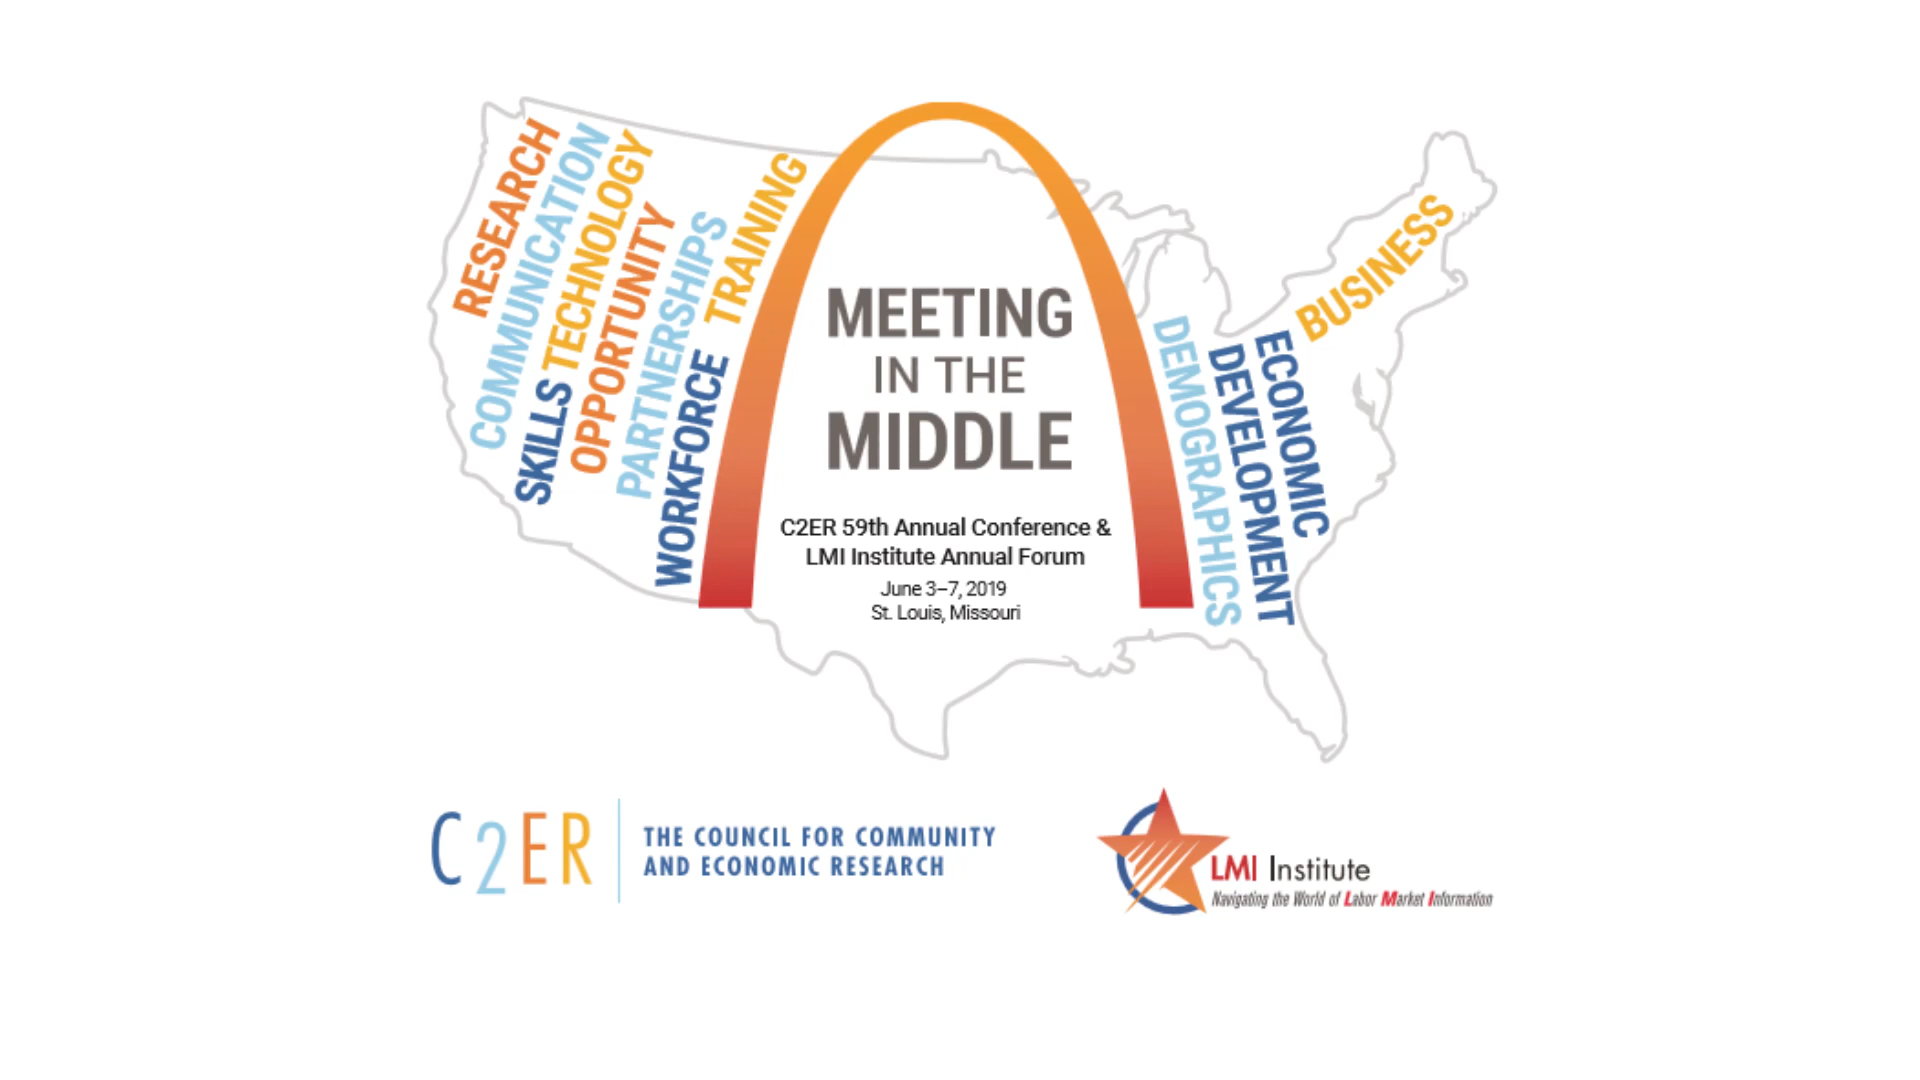 RESEARCH
COMMUNICATION
SKILLS TECHNOLOGY
OPPORTUNITY
PARTNERSHIPS
WORKFORCE TRAINING
MEETING
IN THE
MIDDLE
C2ER 59th Annual Conference &
LMI Institute Annual Forum
June 3–7, 2019
St. Louis, Missouri
DEMOGRAPHICS
ECONOMIC
DEVELOPMENT
BUSINESS
C2ER
THE COUNCIL FOR COMMUNITY
AND ECONOMIC RESEARCH
LMI Institute
Navigating the World of Labor Market Information